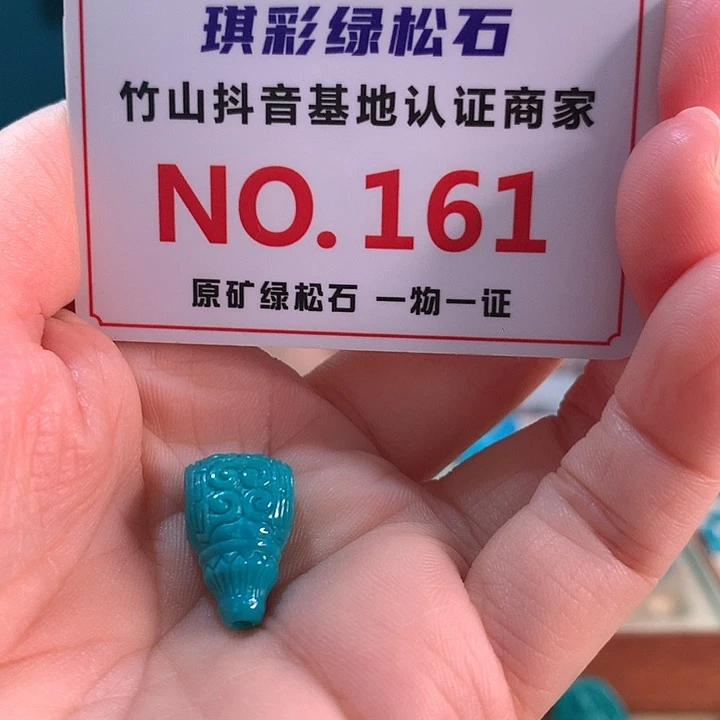 琪彩绿松石
竹山抖音基地认证商家
NO.161
原矿绿松石 一物一证